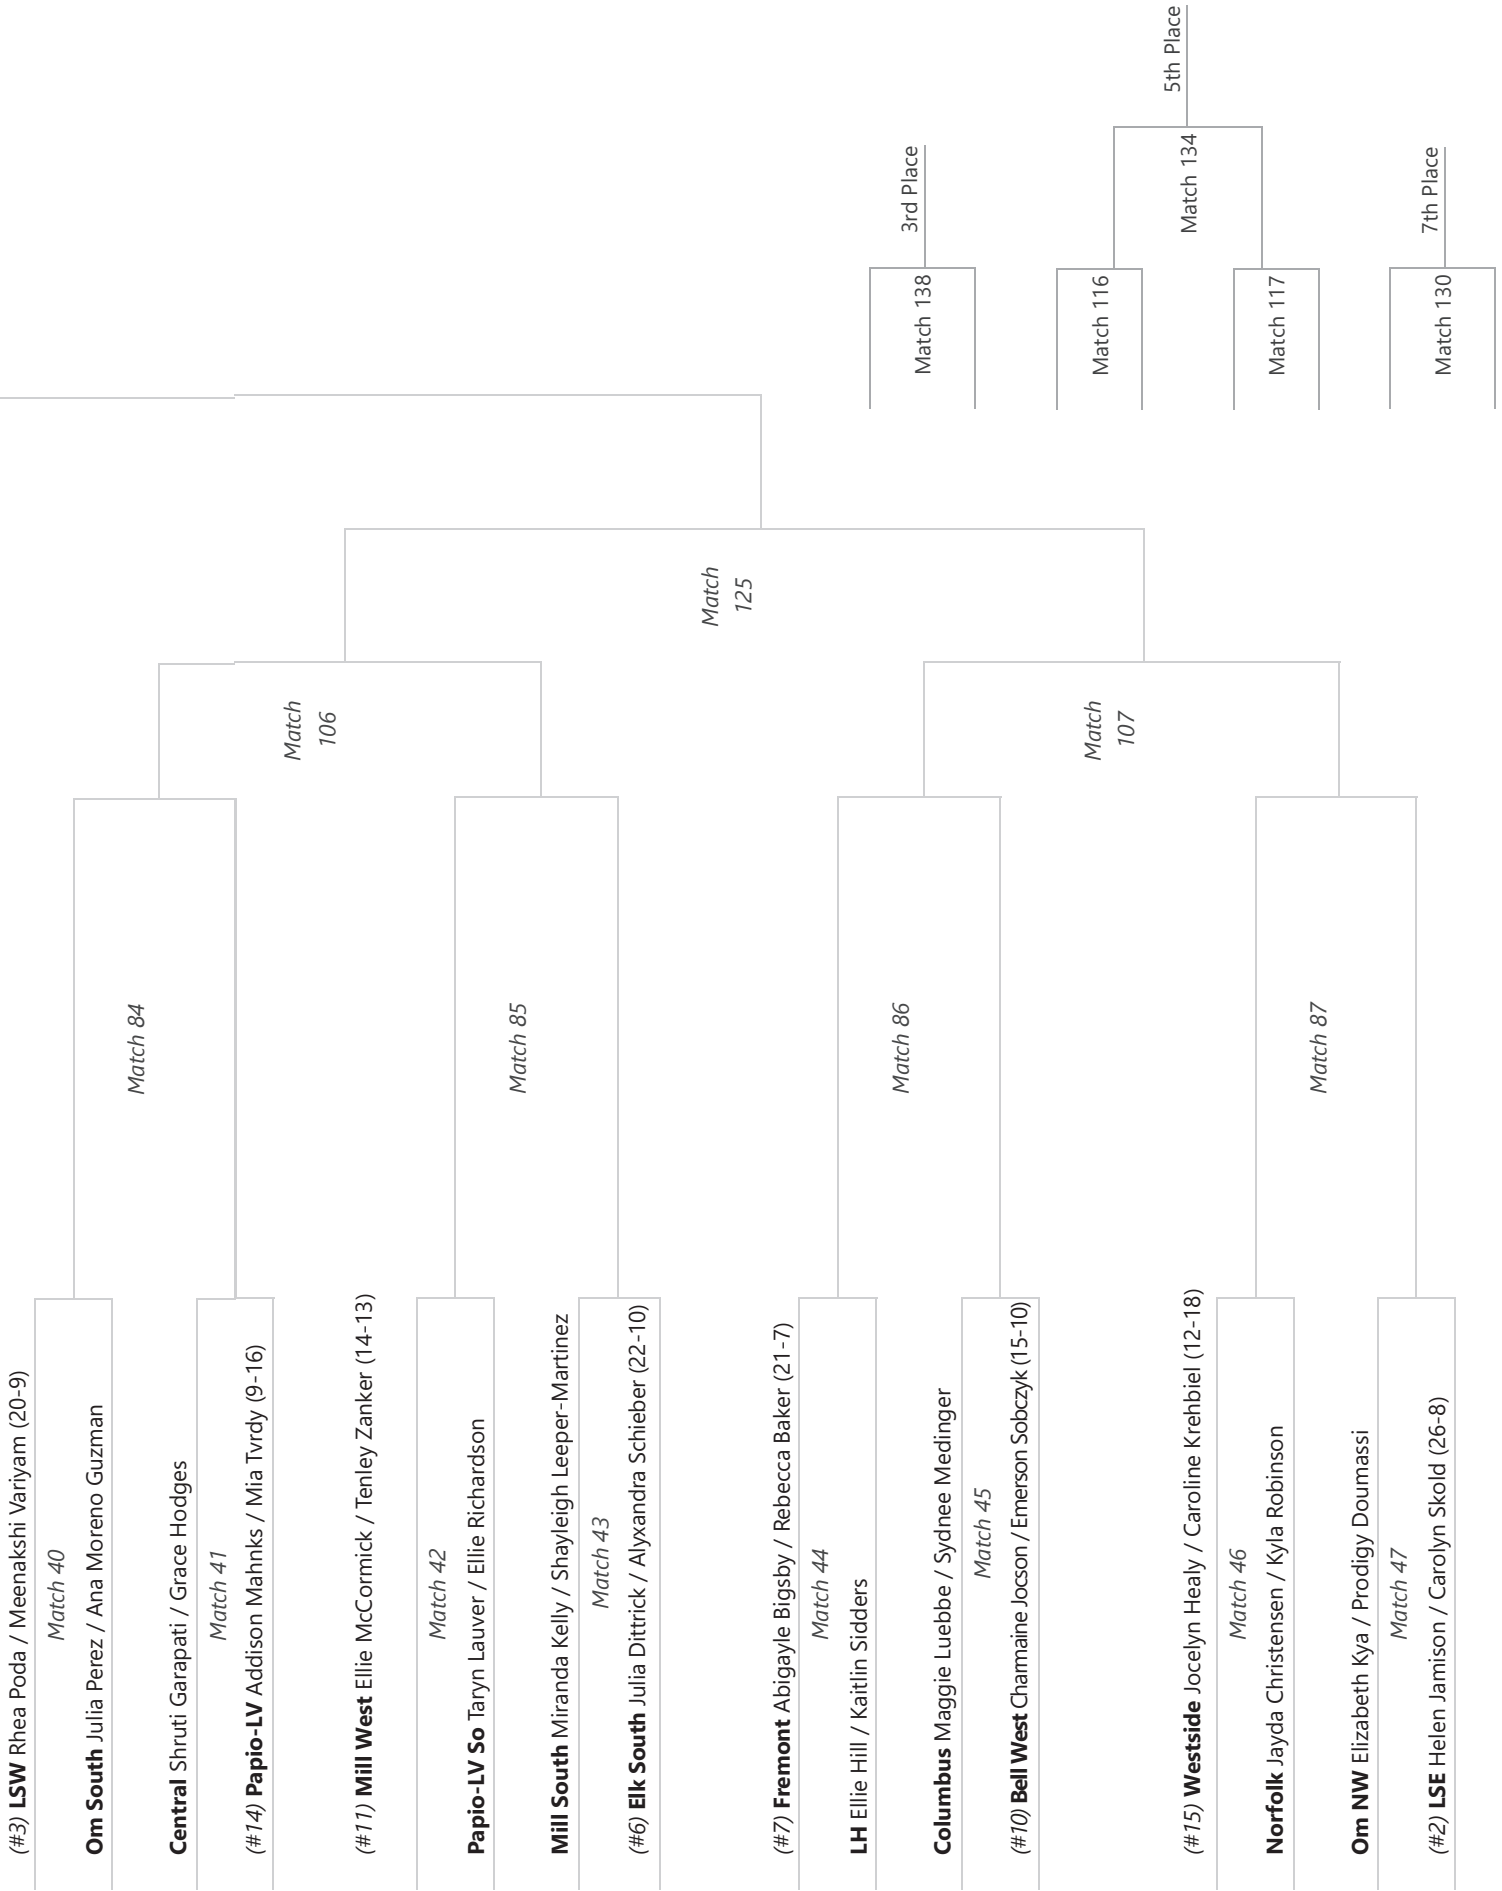 (#3) LSW Rhea Poda / Meenakshi Variyam (20-9)
Match 40
Om South Julia Perez / Ana Moreno Guzman
Match 84
Central Shruti Garapati / Grace Hodges
Match 41
(#14) Papio-LV Addison Mahnks / Mia Tvrdy (9-16)
Match
106
(#11) Mill West Ellie McCormick / Tenley Zanker (14-13)
Match 42
Papio-LV So Taryn Lauver / Ellie Richardson
Match 85
Mill South Miranda Kelly / Shayleigh Leeper-Martinez
Match 43
(#6) Elk South Julia Dittrick / Alyxandra Schieber (22-10)
Match
125
(#7) Fremont Abigayle Bigsby / Rebecca Baker (21-7)
Match 44
LH Ellie Hill / Kaitlin Sidders
Match 86
Columbus Maggie Luebbe / Sydnee Medinger
Match 45
(#10) Bell West Charmaine Jocson / Emerson Sobczyk (15-10)
Match
107
(#15) Westside Jocelyn Healy / Caroline Krehbiel (12-18)
Match 46
Norfolk Jayda Christensen / Kyla Robinson
Match 87
Om NW Elizabeth Kya / Prodigy Doumassi
Match 47
(#2) LSE Helen Jamison / Carolyn Skold (26-8)
Match 138
3rd Place
Match 116
Match 134
5th Place
Match 117
Match 130
7th Place